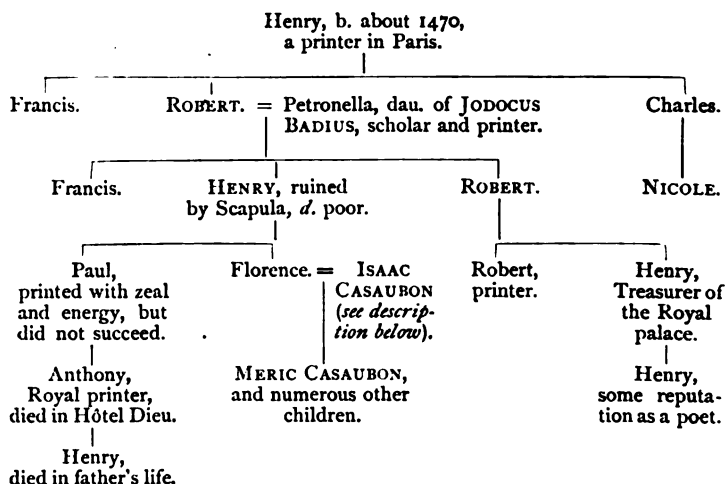 Henry, b. about 1470,
a printer in Paris.
Francis. ROBERT. = Petronella, dau. of JODOCUS Charles.
BADIUS, scholar and printer.
Francis. HENRY, ruined ROBERT. NICOLE.
by Scapula, d. poor.
Paul, Florence. = ISAAC Robert, Henry,
printed with zeal CASAUBON printer. Treasurer of
and energy, but (see descrip- the Royal
did not succeed. tion below). palace.
Anthony, MERIC CASAUBON, Henry,
Royal printer, and numerous other some reputa-
died in Hôtel Dieu. children. tion as a poet.
Henry,
died in father's life.